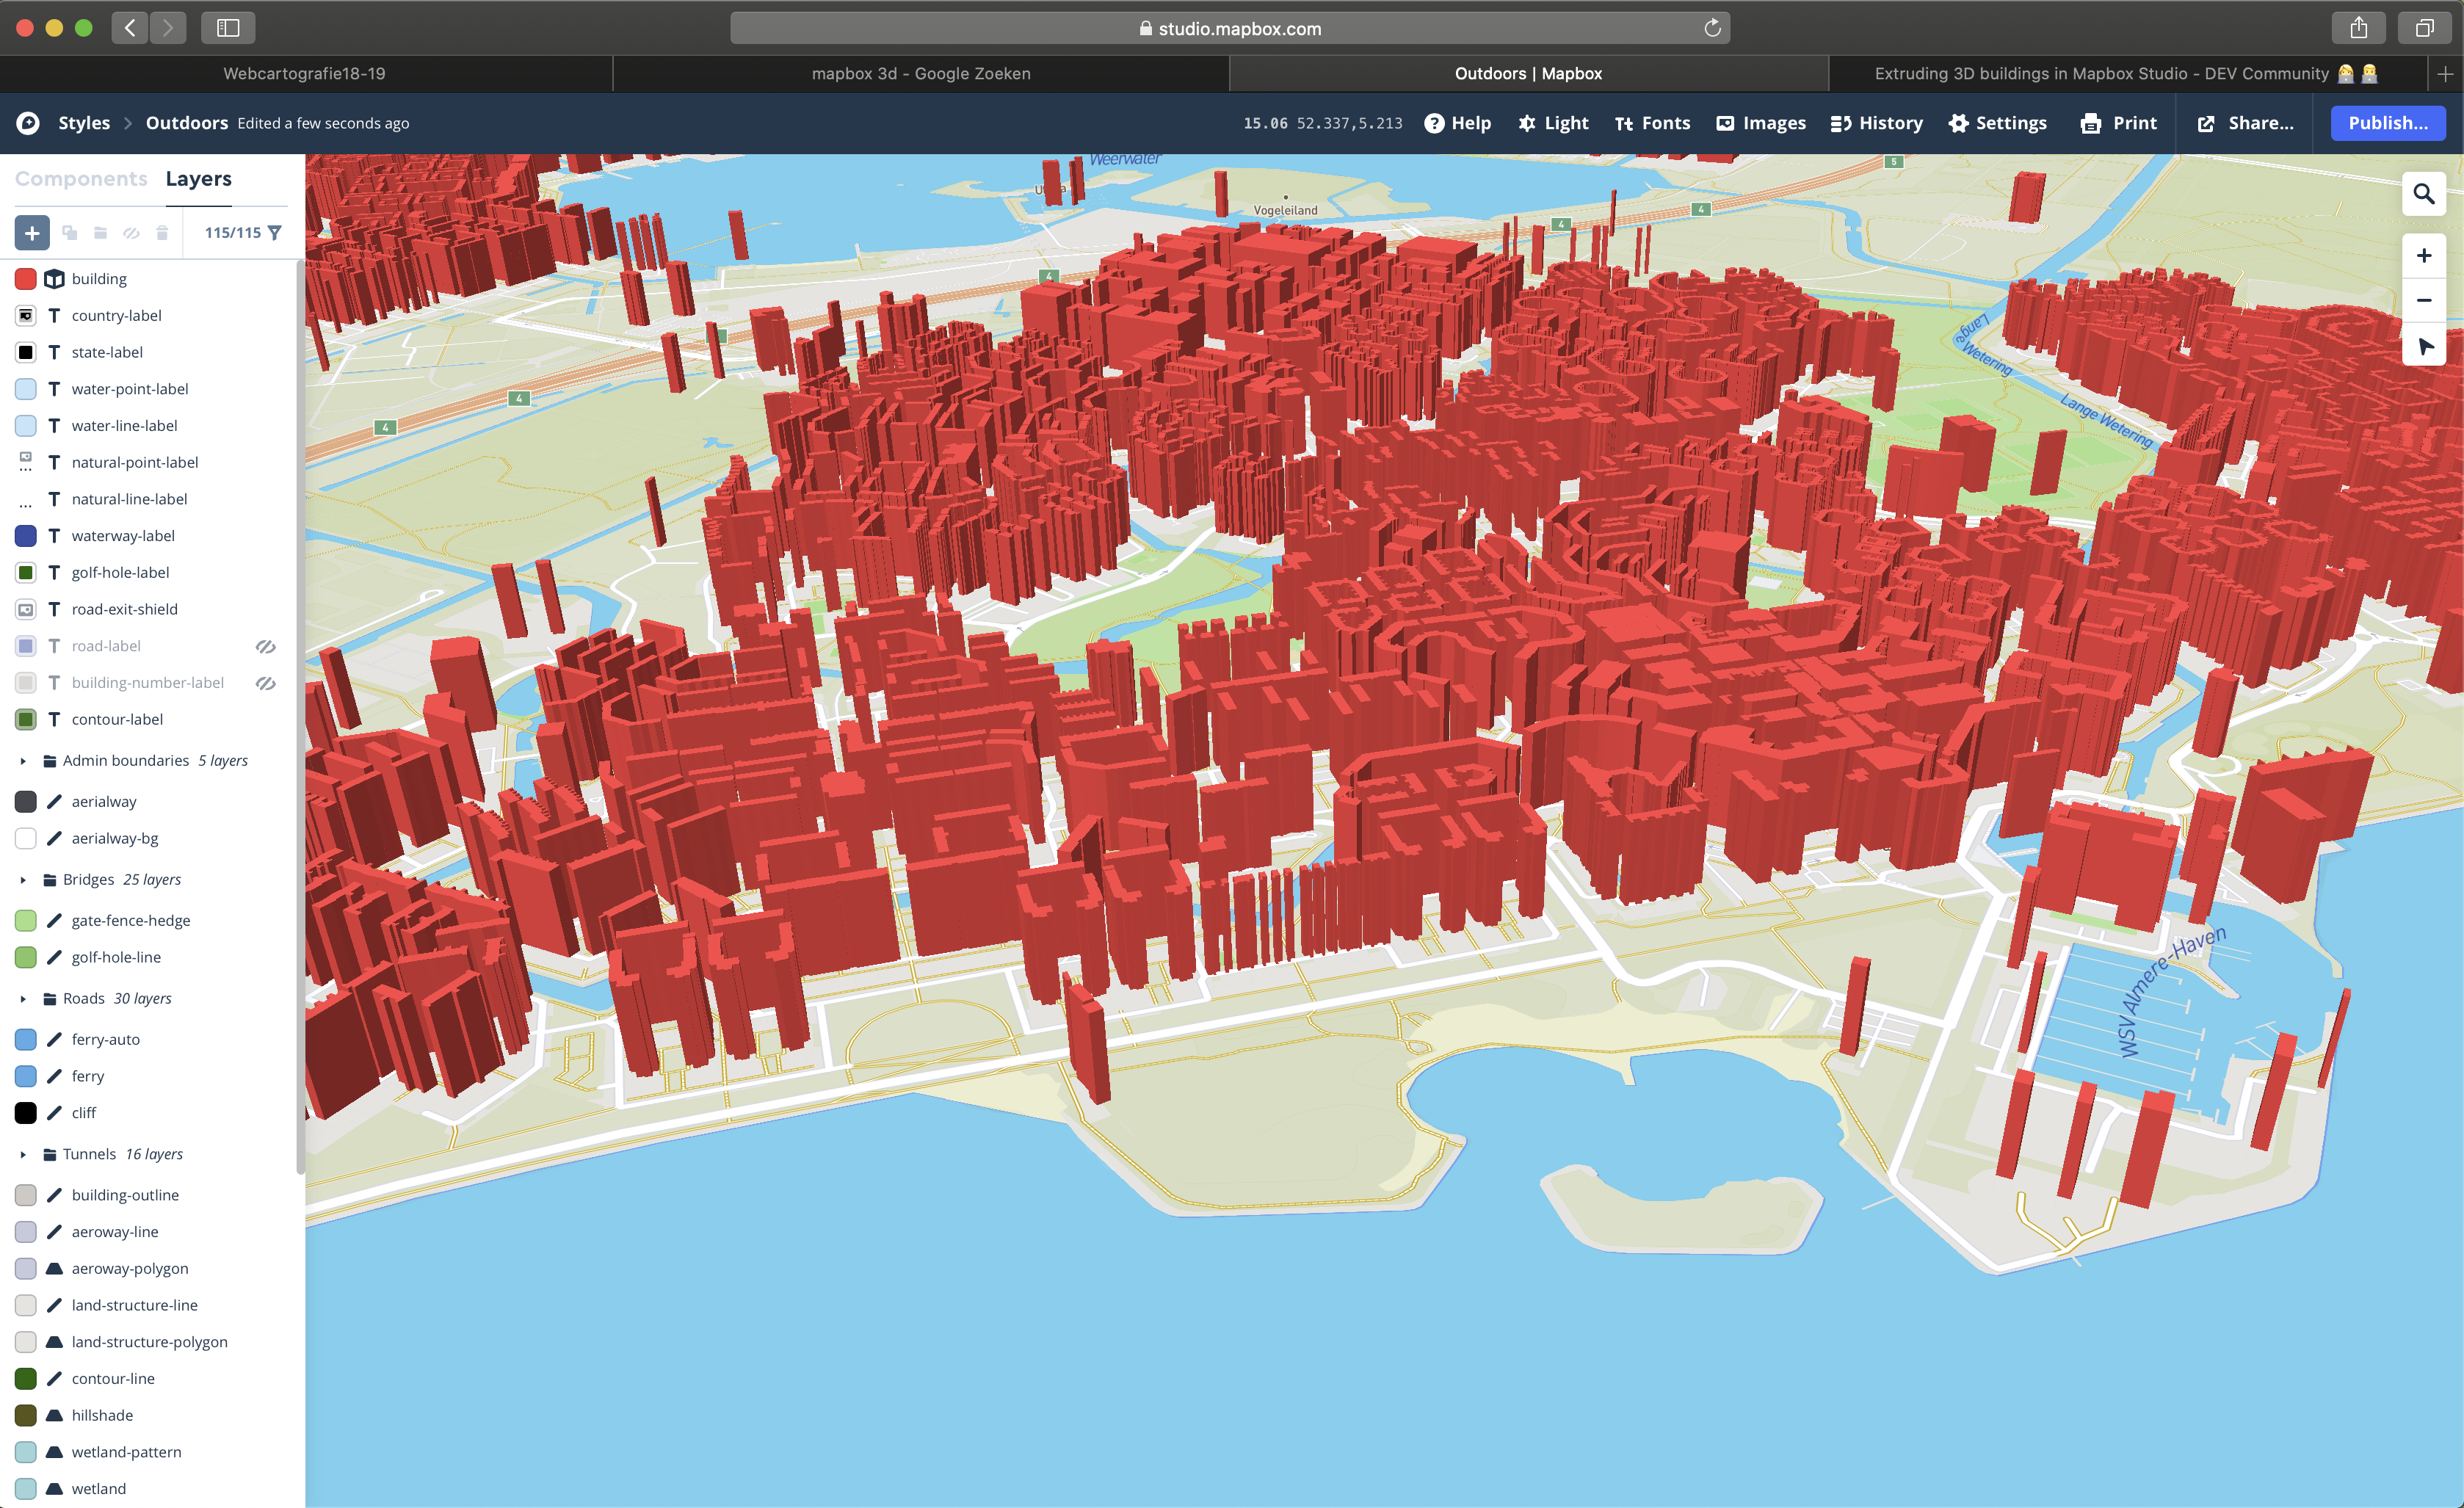 studio.mapbox.com
Webcartografie18-19
mapbox 3d - Google Zoeken
Outdoors | Mapbox
Extruding 3D buildings in Mapbox Studio - DEV Community
Styles > Outdoors Edited a few seconds ago
15.06 52.337,5.213
Help
Light
Fonts
Images
History
Settings
Print
Share...
Publish...
Components Layers
115/115
building
country-label
state-label
water-point-label
water-line-label
natural-point-label
natural-line-label
waterway-label
golf-hole-label
road-exit-shield
road-label
building-number-label
contour-label
Admin boundaries 5 layers
aerialway
aerialway-bg
Bridges 25 layers
gate-fence-hedge
golf-hole-line
Roads 30 layers
ferry-auto
ferry
cliff
Tunnels 16 layers
building-outline
aeroway-line
aeroway-polygon
land-structure-line
land-structure-polygon
contour-line
hillshade
wetland-pattern
wetland
Weerwater
Vogeleiland
5
4
4
4
4
4
Lange Wetering
Lange Wetering
WSV Almere-Haven